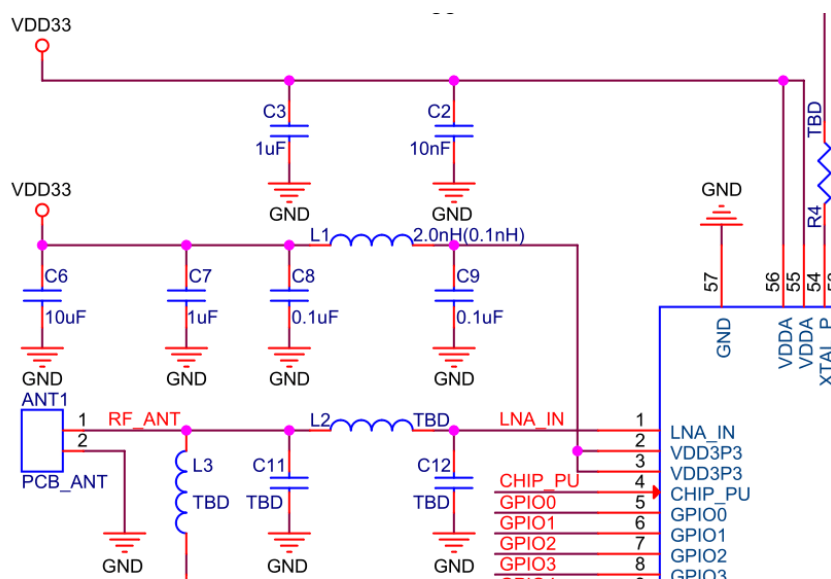 VDD33
C3
1uF
GND
C2
10nF
GND
TBD
R4
VDD33
L1
2.0nH(0.1nH)
C6
10uF
GND
C7
1uF
GND
C8
0.1uF
GND
C9
0.1uF
GND
GND
57
56
55
54
GND
VDDA
VDDA
XTAL_P
ANT1
1
2
PCB_ANT
RF_ANT
L2
TBD
LNA_IN
L3
TBD
C11
TBD
C12
TBD
GND
GND
GND
1
LNA_IN
2
VDD3P3
3
VDD3P3
CHIP_PU
4
CHIP_PU
GPIO0
5
GPIO0
GPIO1
6
GPIO1
GPIO2
7
GPIO2
GPIO3
8
GPIO3